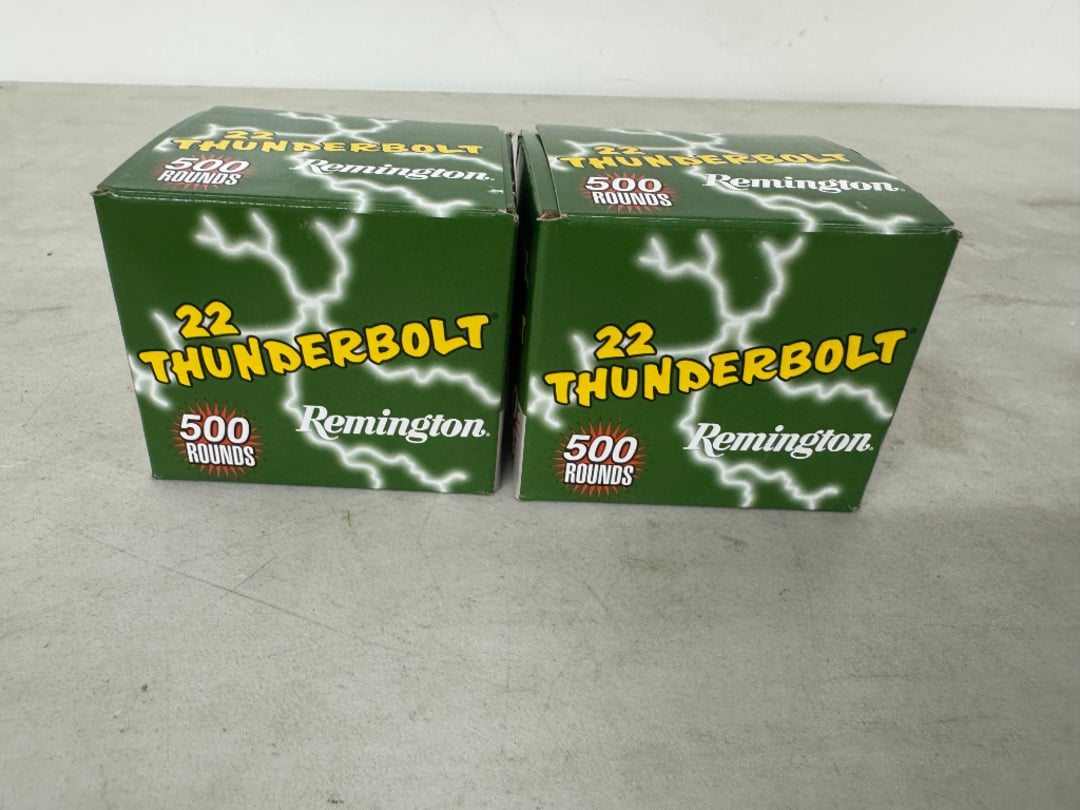 22
THUNDERBOLT
500
ROUNDS
Remington.
22
THUNDERBOLT
500
ROUNDS
Remington.
22
THUNDERBOLT®
500
ROUNDS
Remington®
22
THUNDERBOLT®
500
ROUNDS
Remington®